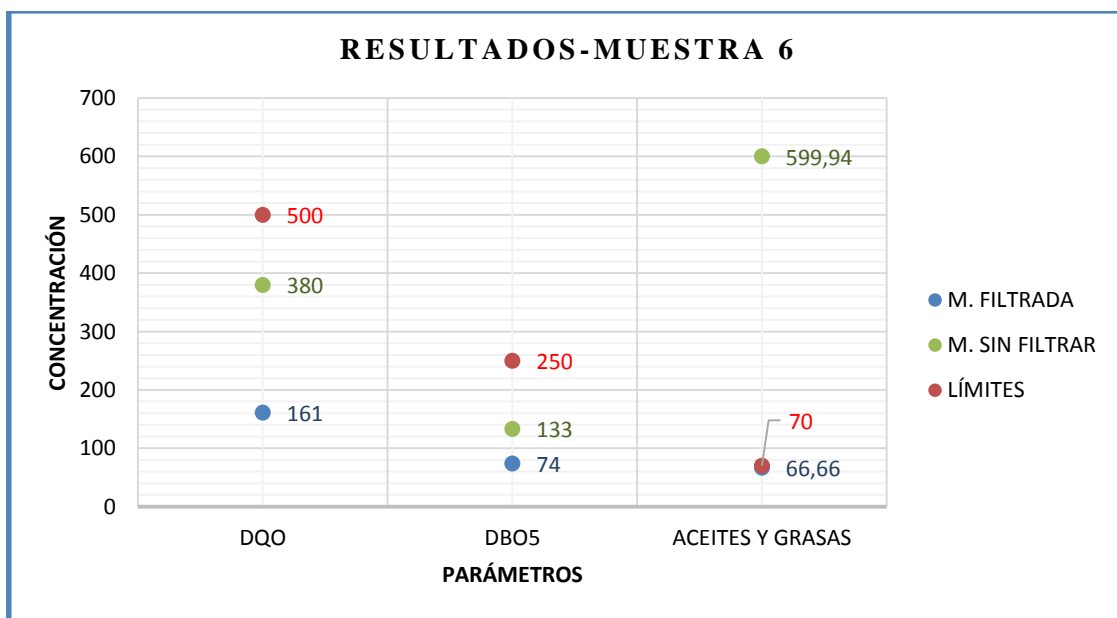 RESULTADOS-MUESTRA 6
700
600
500
400
300
200
100
0
CONCENTRACIÓN
599,94
500
380
250
161
133
74
70
66,66
DQO
DBO5
ACEITES Y GRASAS
PARÁMETROS
M. FILTRADA
M. SIN FILTRAR
LÍMITES